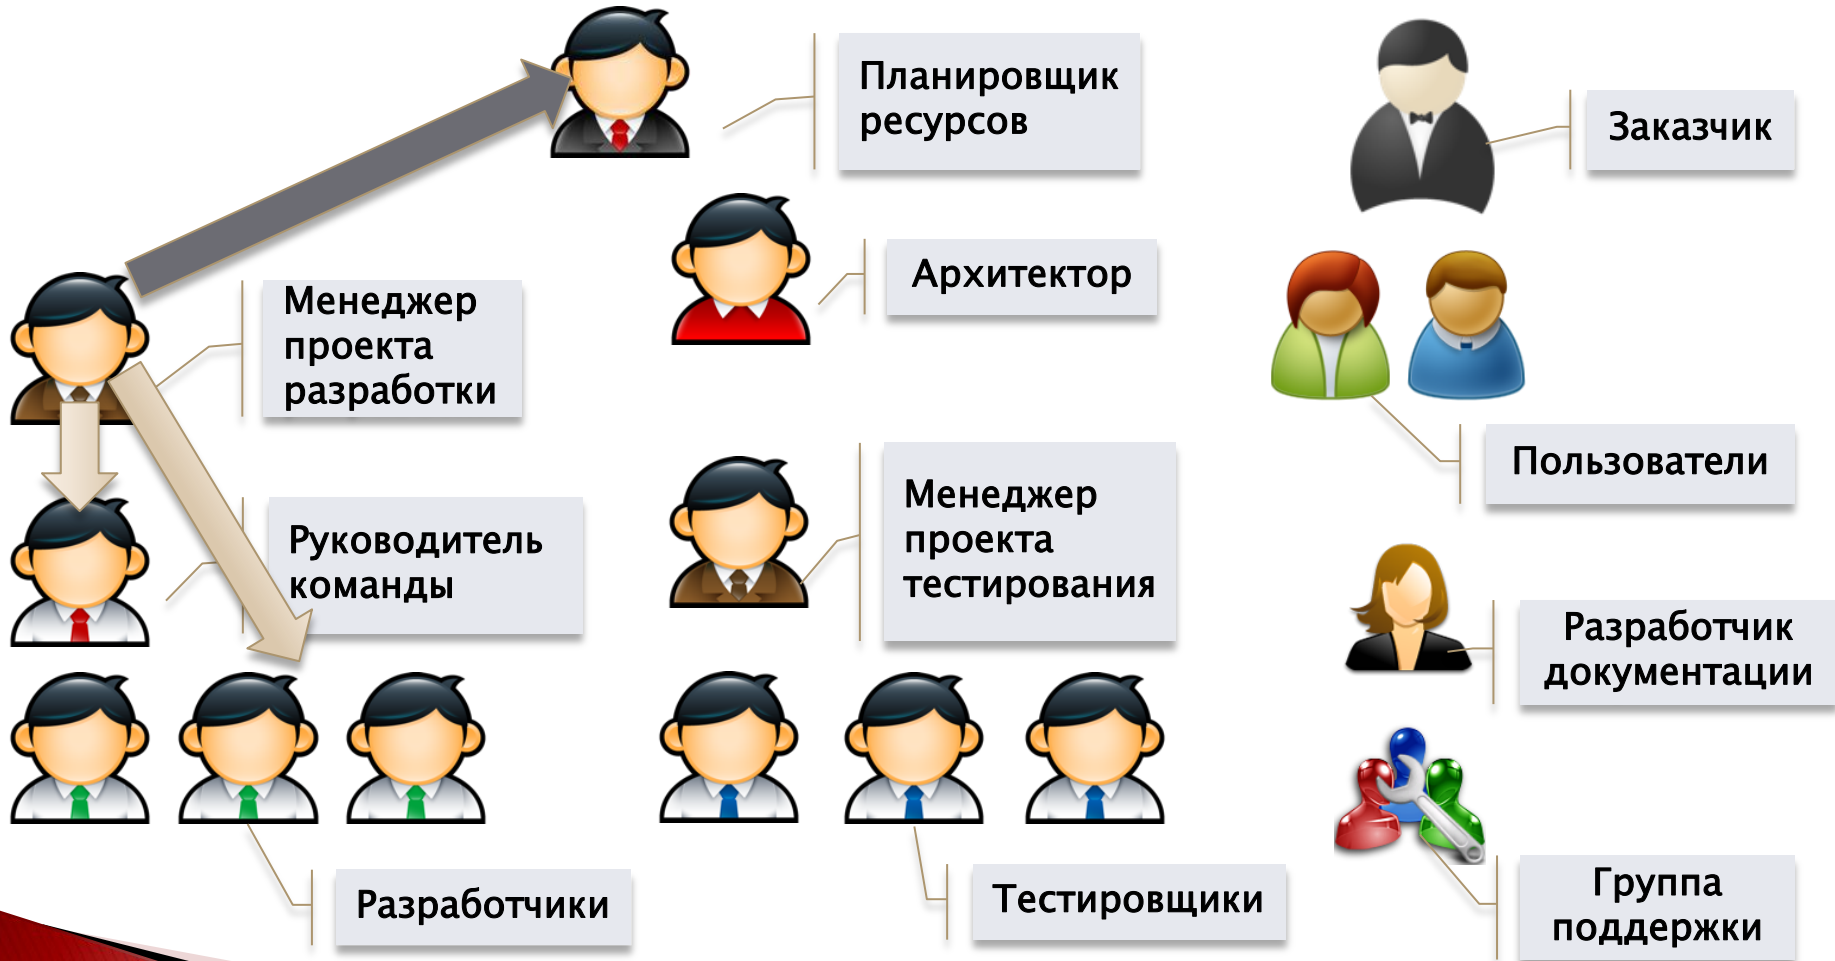 Планировщик
ресурсов
Заказчик
Архитектор
Менеджер
проекта
разработки
Пользователи
Менеджер
проекта
тестирования
Руководитель
команды
Разработчик
документации
Разработчики
Тестировщики
Группа
поддержки